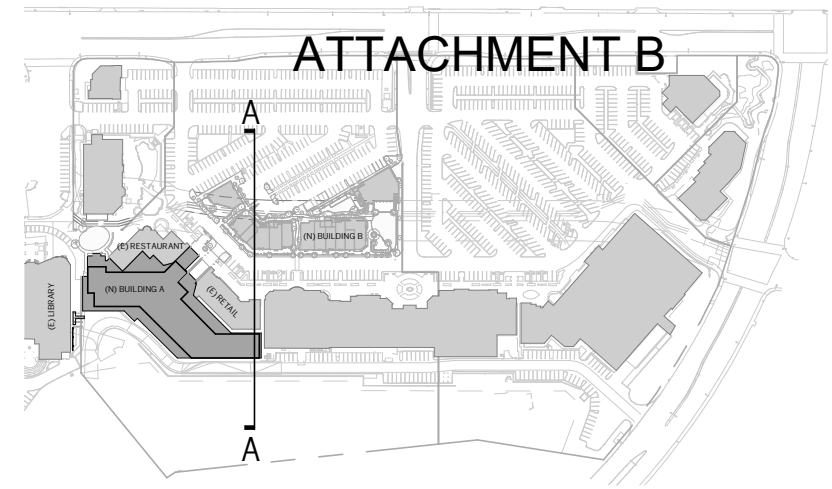 ATTACHMENT B
A
(E) RESTAURANT
(N) BUILDING B
(N) BUILDING A
(E) RETAIL
(E) LIBRARY
A